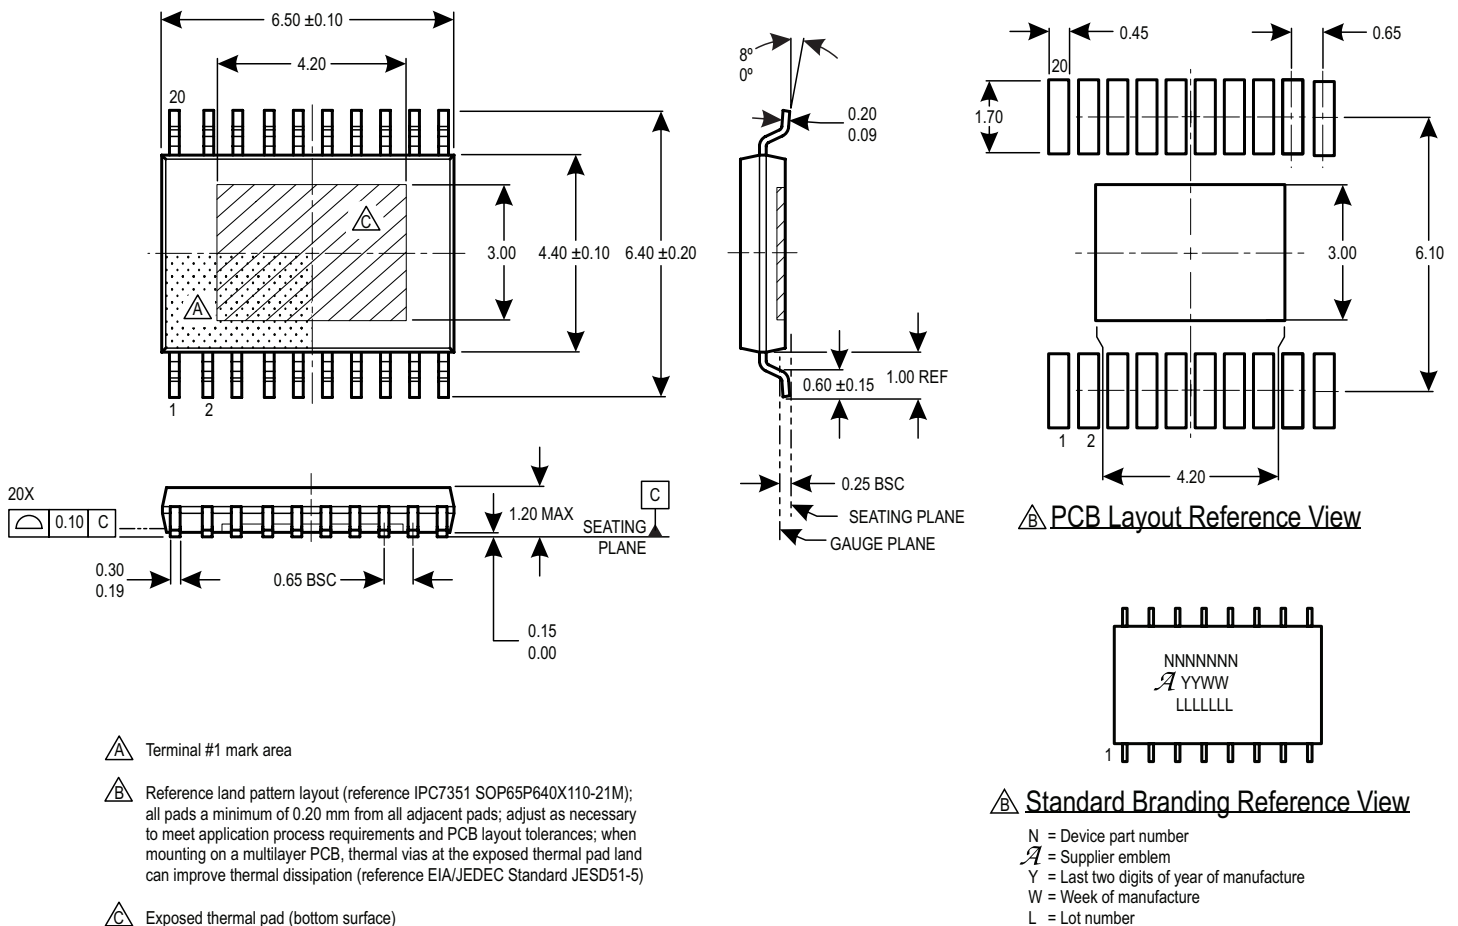 6.50 ±0.10
4.20
20
A
C
3.00
4.40 ±0.10
6.40 ±0.20
1 2
8º
0º
0.20
0.09
0.60 ±0.15
1.00 REF
0.25 BSC
SEATING PLANE
GAUGE PLANE
0.45
0.65
20
1.70
3.00
6.10
1 2
4.20
B PCB Layout Reference View
20X
0.10 C
0.30
0.19
0.65 BSC
1.20 MAX
C
SEATING
PLANE
0.15
0.00
NNNNNNN
A YYWW
LLLLLLL
1
B Standard Branding Reference View
N = Device part number
A = Supplier emblem
Y = Last two digits of year of manufacture
W = Week of manufacture
L = Lot number
A Terminal #1 mark area
B Reference land pattern layout (reference IPC7351 SOP65P640X110-21M);
all pads a minimum of 0.20 mm from all adjacent pads; adjust as necessary
to meet application process requirements and PCB layout tolerances; when
mounting on a multilayer PCB, thermal vias at the exposed thermal pad land
can improve thermal dissipation (reference EIA/JEDEC Standard JESD51-5)
C Exposed thermal pad (bottom surface)